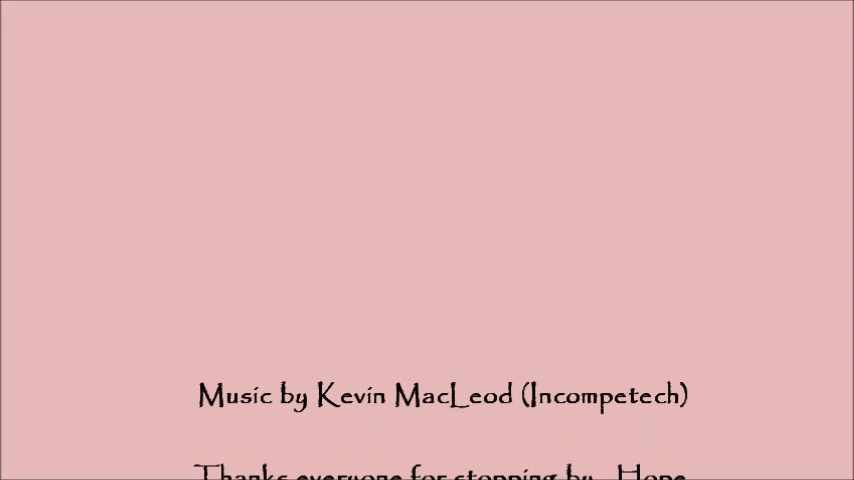 Music by Kevin MacLeod (Incompetech)
Thanks everyone for stopping by. Hope